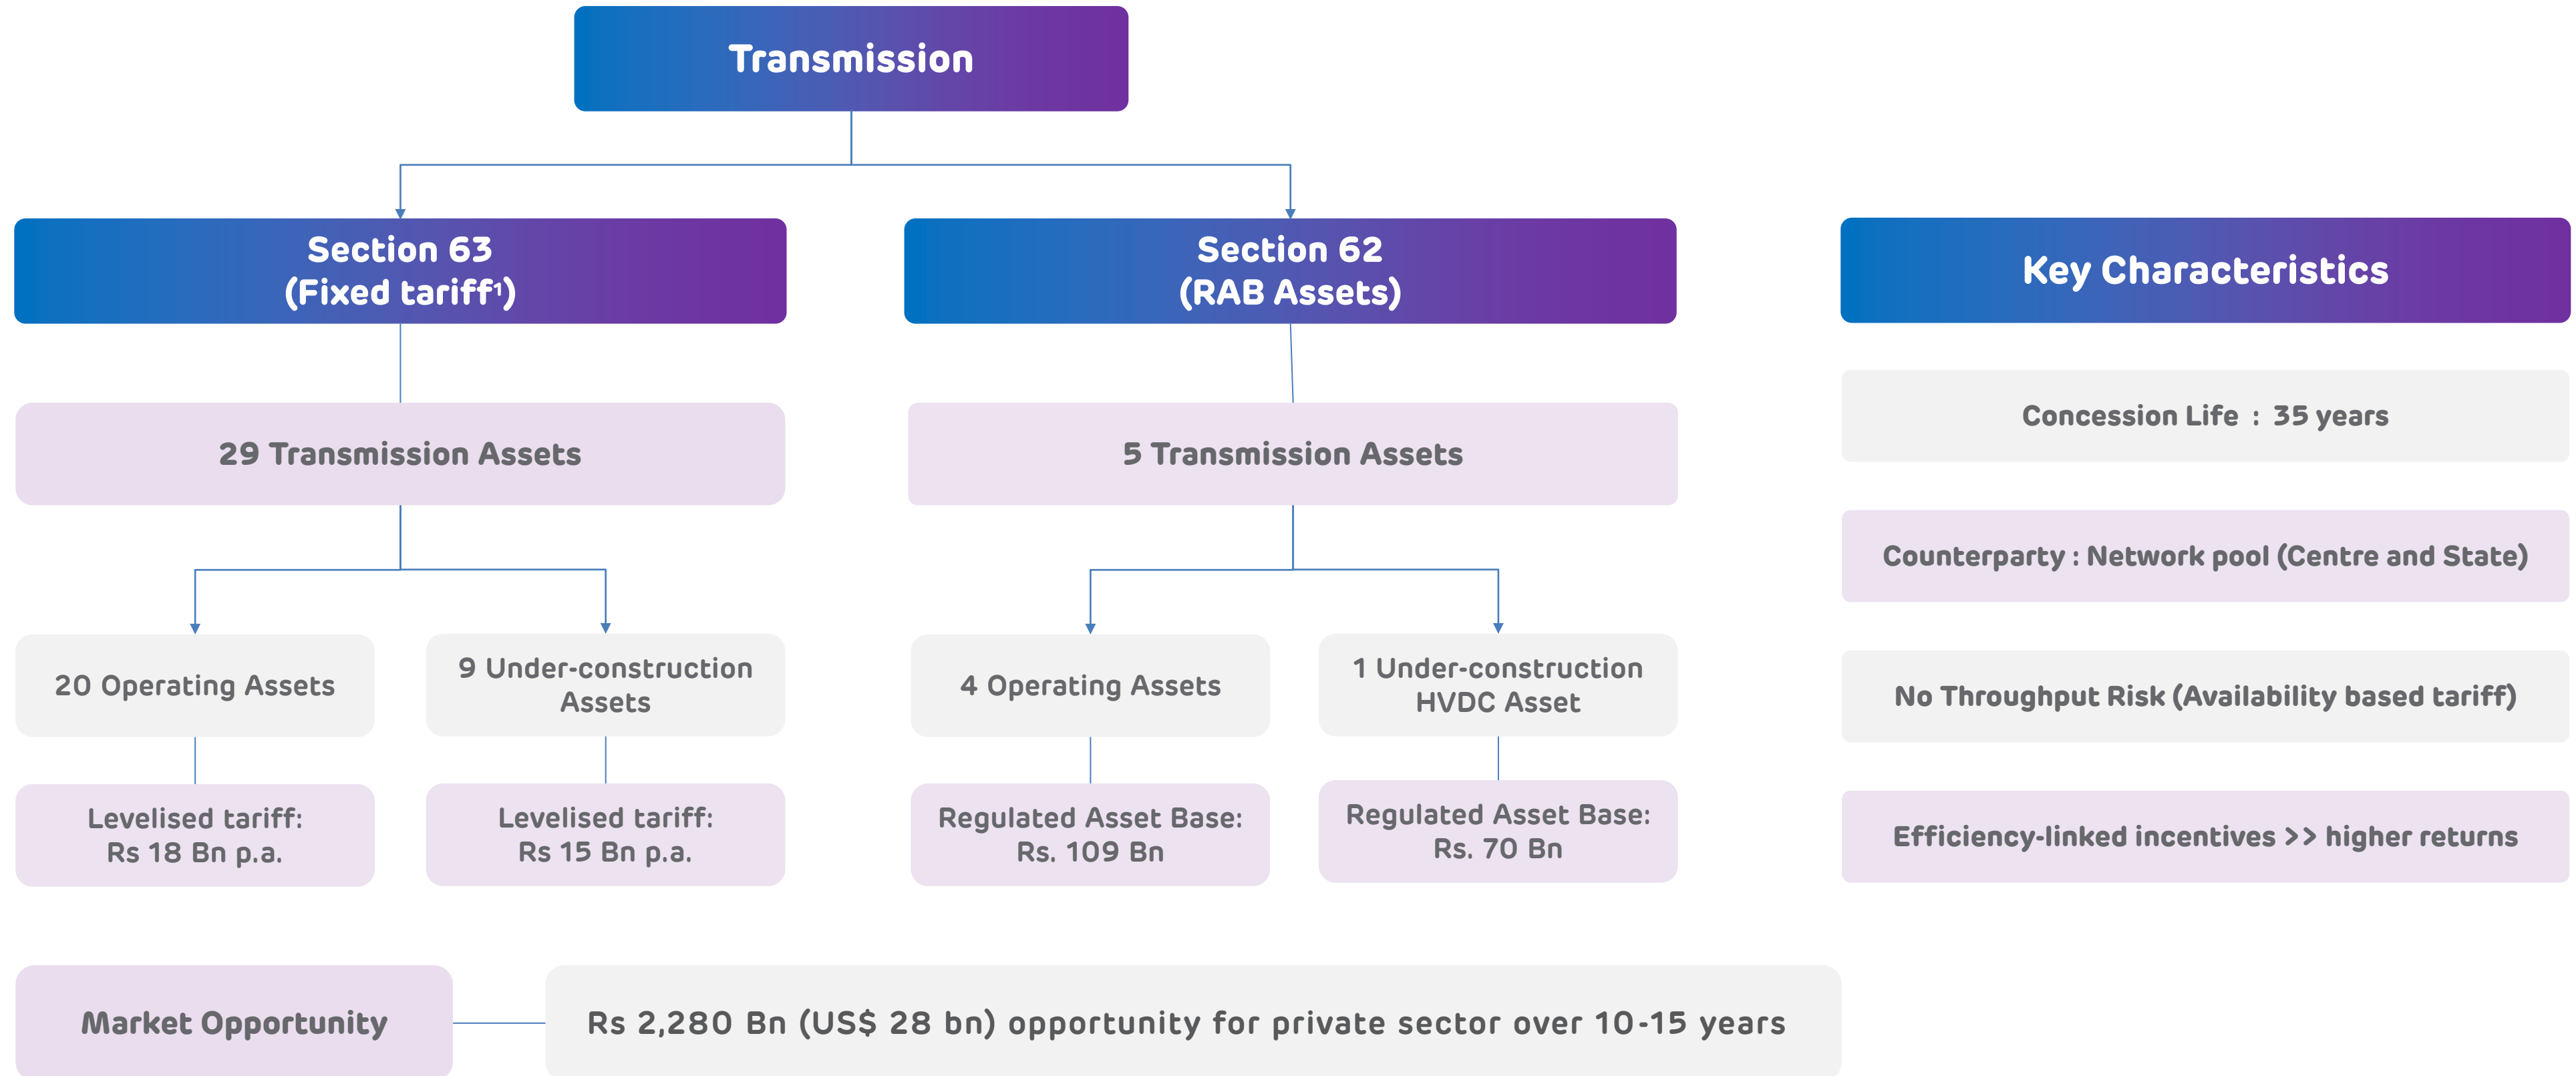 Transmission
Section 63
(Fixed tariff¹)
Section 62
(RAB Assets)
Key Characteristics
29 Transmission Assets
5 Transmission Assets
Concession Life : 35 years
Counterparty : Network pool (Centre and State)
20 Operating Assets
9 Under-construction
Assets
4 Operating Assets
1 Under-construction
HVDC Asset
No Throughput Risk (Availability based tariff)
Levelised tariff:
Rs 18 Bn p.a.
Levelised tariff:
Rs 15 Bn p.a.
Regulated Asset Base:
Rs. 109 Bn
Regulated Asset Base:
Rs. 70 Bn
Efficiency-linked incentives >> higher returns
Market Opportunity
Rs 2,280 Bn (US$ 28 bn) opportunity for private sector over 10-15 years